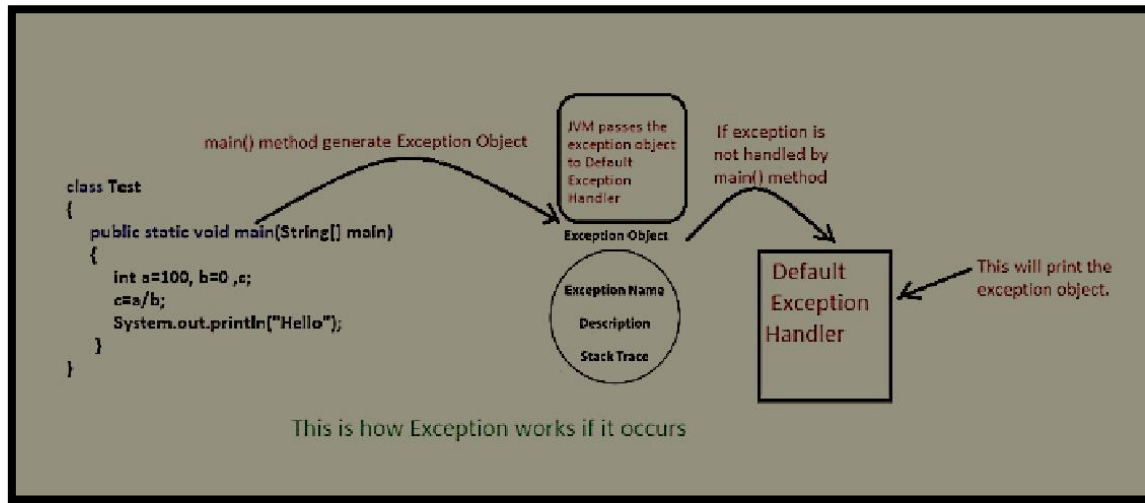 main() method generate Exception Object
class Test
{
public static void main(String[] main)
{
int a=100, b=0 ,c;
c=a/b;
System.out.println("Hello");
}
}
JVM passes the
exception object
to Default
Exception
Handler
Exception Object
Exception Name
Description
Stack Trace
If exception is
not handled by
main() method
Default
Exception
Handler
This will print the
exception object.
This is how Exception works if it occurs